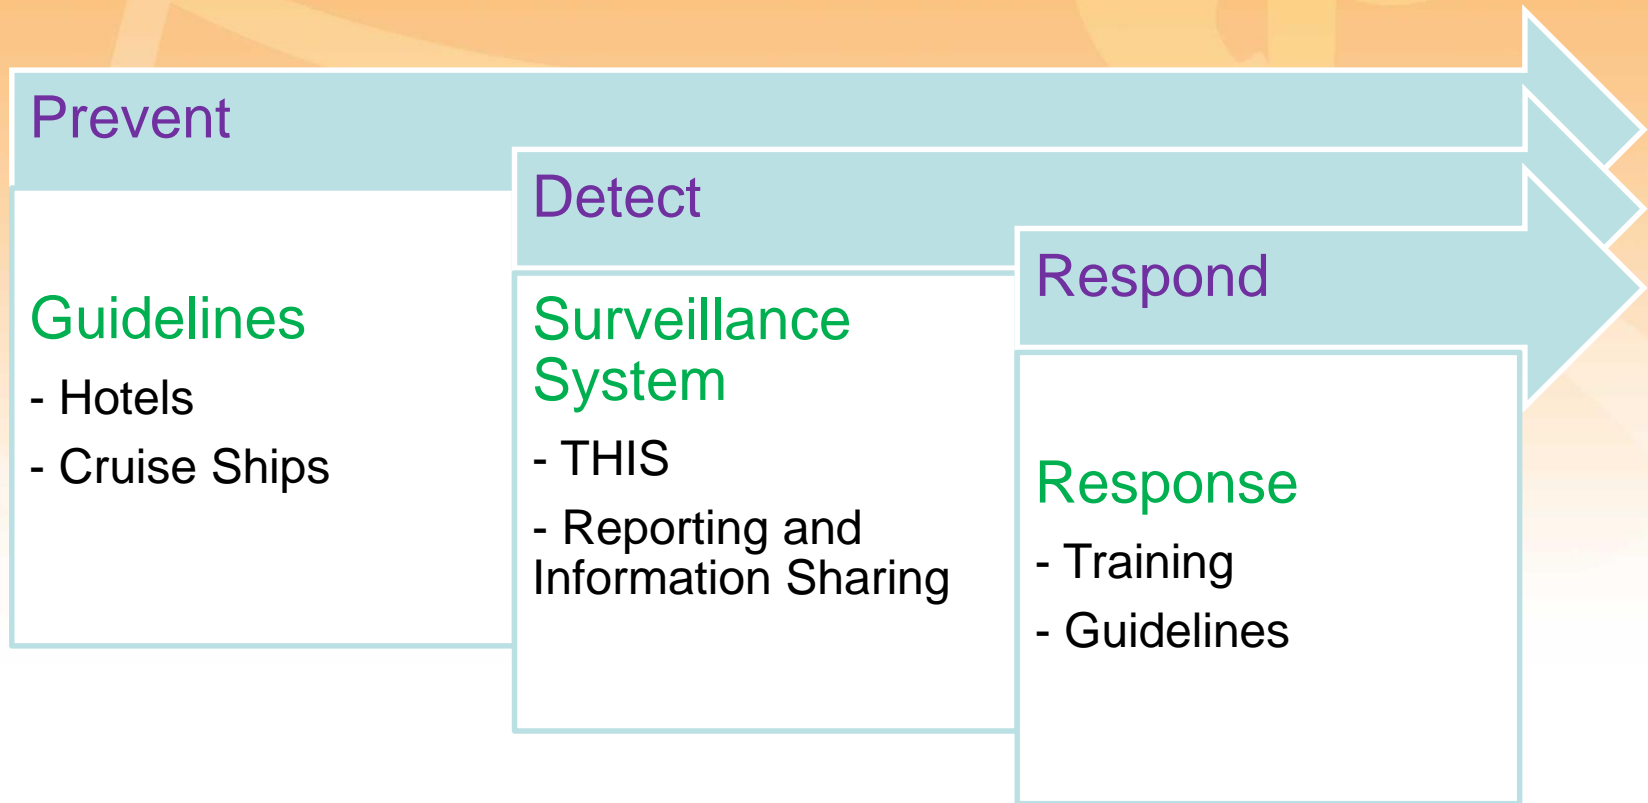 Prevent
Guidelines
- Hotels
- Cruise Ships
Detect
Surveillance
System
- THIS
- Reporting and
Information Sharing
Respond
Response
- Training
- Guidelines